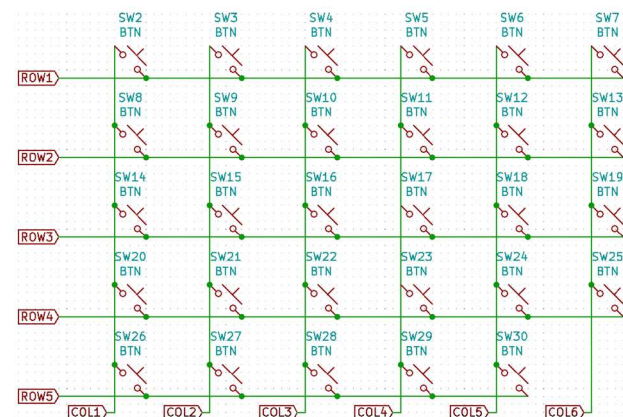 SW2 SW3 SW4 SW5 SW6 SW7
BTN BTN BTN BTN BTN BTN
ROW1
SW8 SW9 SW10 SW11 SW12 SW13
BTN BTN BTN BTN BTN BTN
ROW2
SW14 SW15 SW16 SW17 SW18 SW19
BTN BTN BTN BTN BTN BTN
ROW3
SW20 SW21 SW22 SW23 SW24 SW25
BTN BTN BTN BTN BTN BTN
ROW4
SW26 SW27 SW28 SW29 SW30
BTN BTN BTN BTN BTN
ROW5
COL1 COL2 COL3 COL4 COL5 COL6